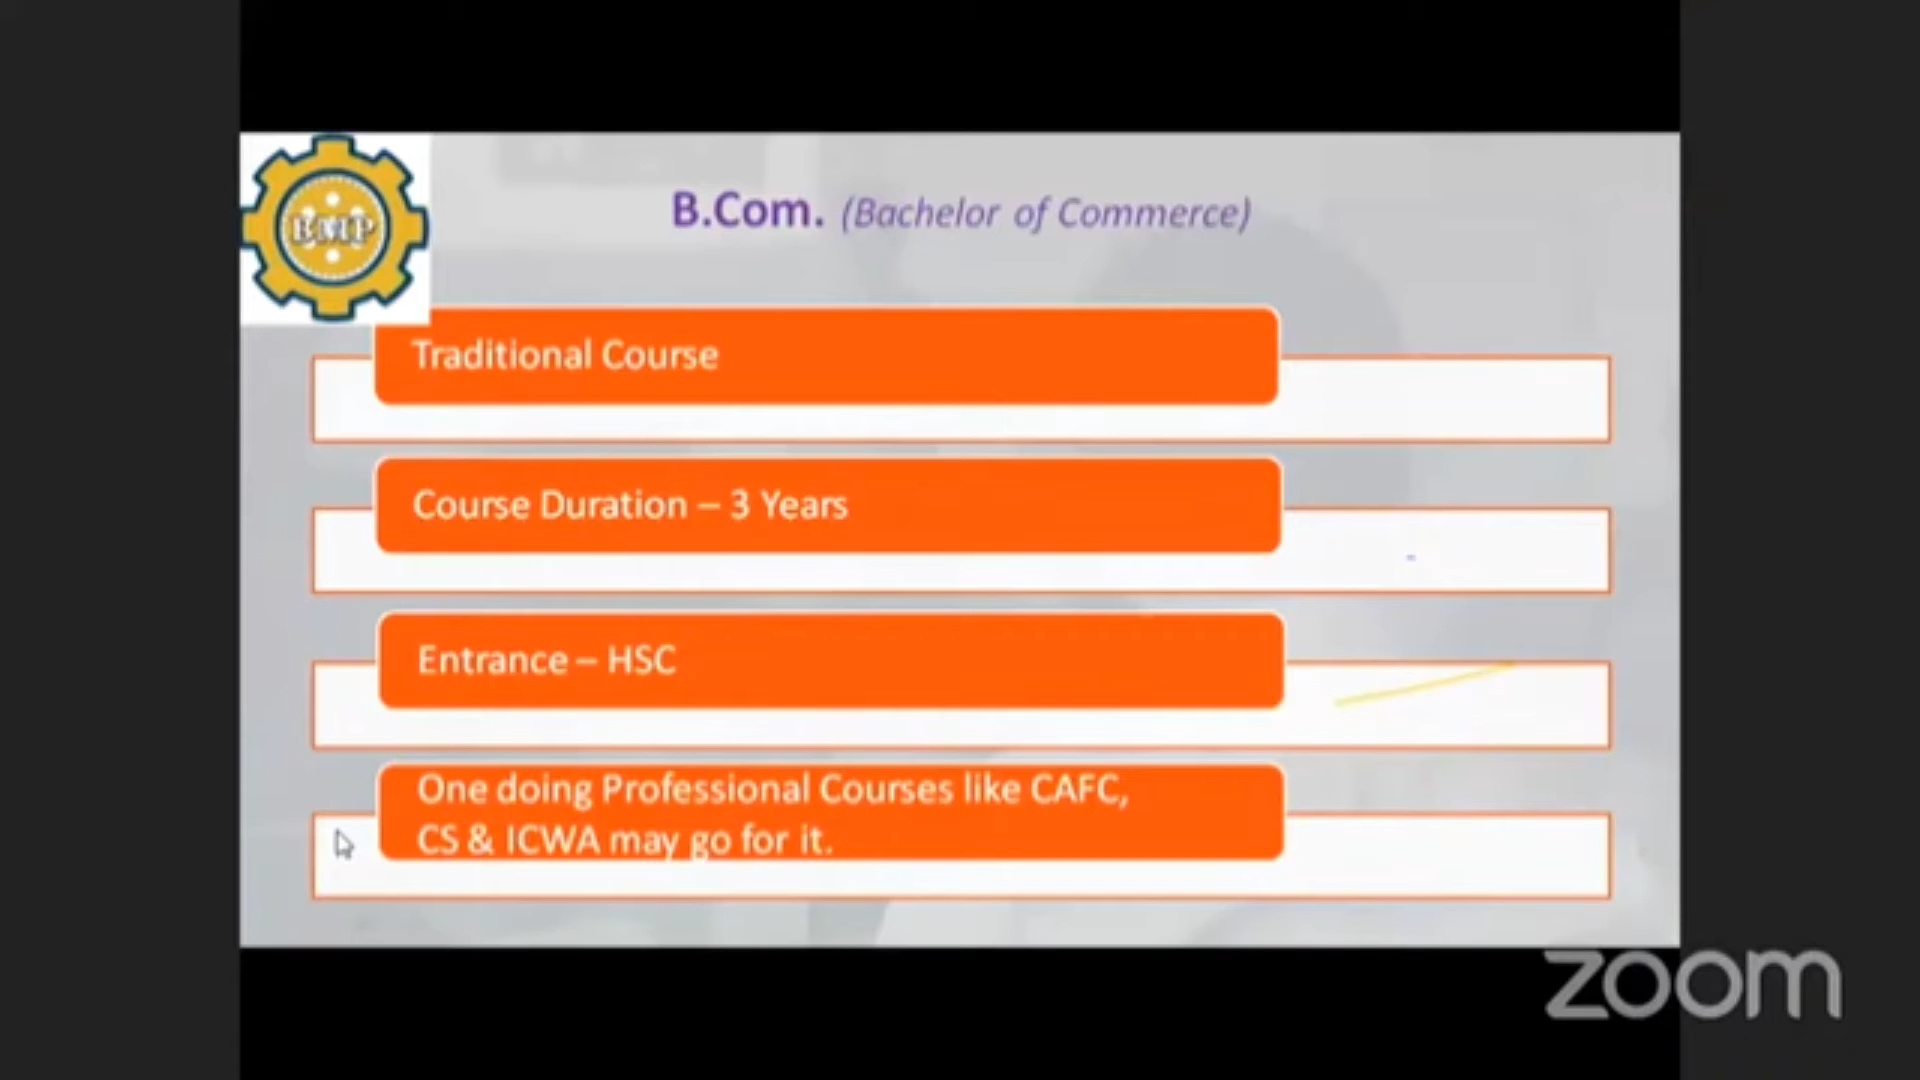 BMP
B.Com. (Bachelor of Commerce)
Traditional Course
Course Duration – 3 Years
Entrance – HSC
One doing Professional Courses like CAFC,
CS & ICWA may go for it.
zoom